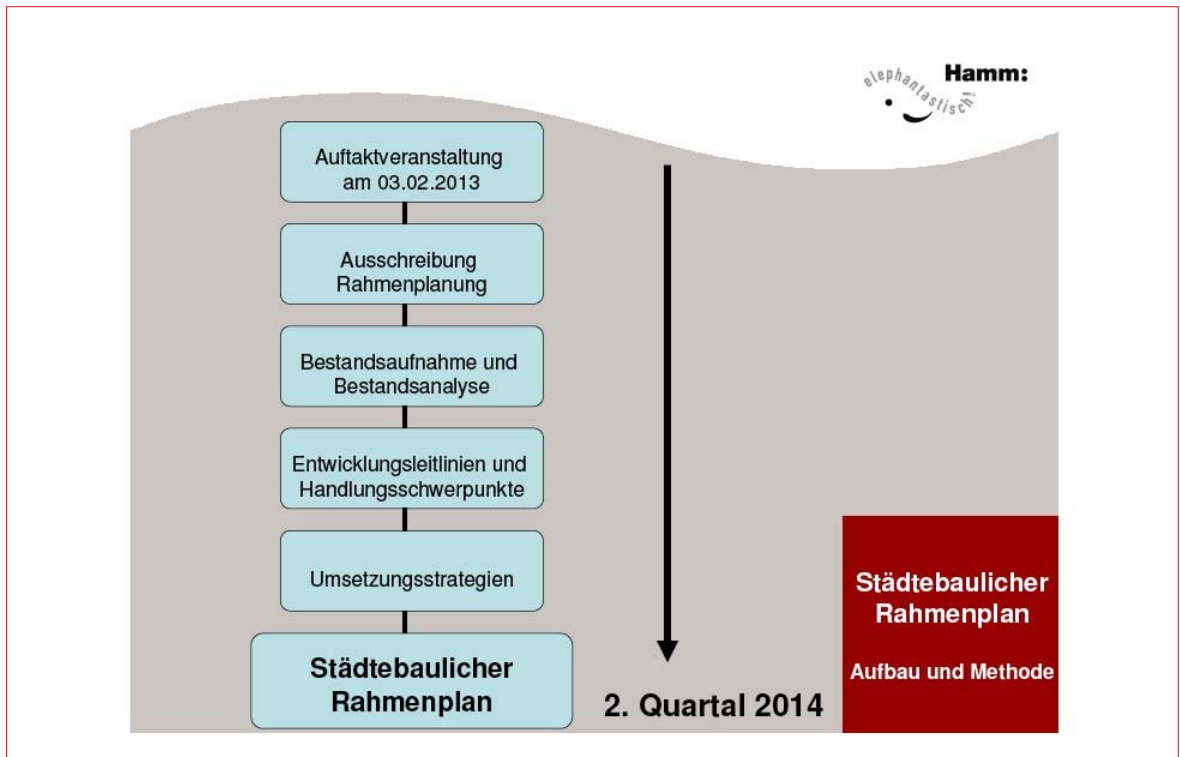 elephantastisch!
Hamm:
Auftaktveranstaltung
am 03.02.2013
Ausschreibung
Rahmenplanung
Bestandsaufnahme und
Bestandsanalyse
Entwicklungsleitlinien und
Handlungsschwerpunkte
Umsetzungsstrategien
Städtebaulicher
Rahmenplan
2. Quartal 2014
Städtebaulicher
Rahmenplan
Aufbau und Methode